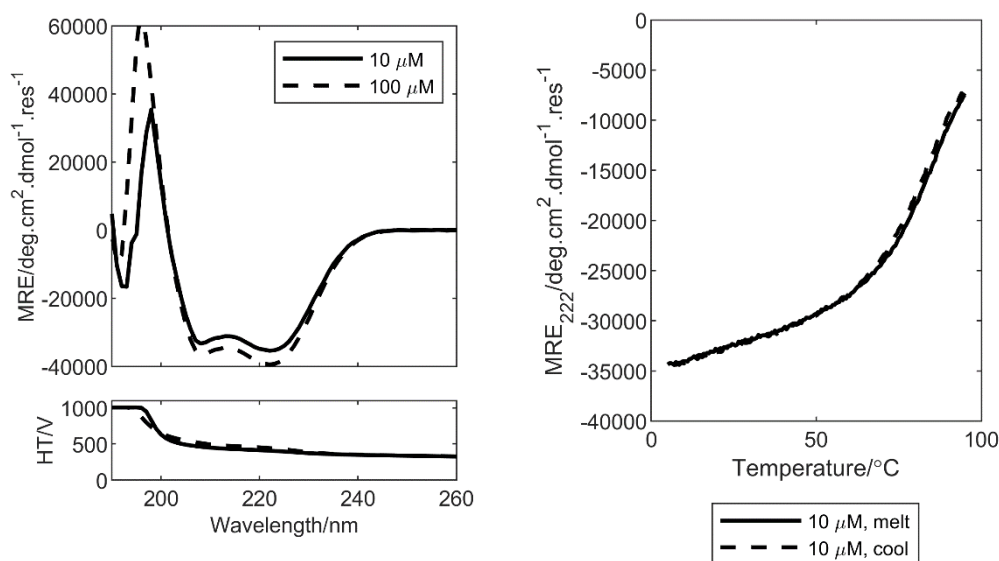 60000
40000
20000
0
-20000
-40000
MRE/deg.cm².dmol⁻¹.res⁻¹
10 μM
100 μM
1000
500
0
HT/V
200
220
240
260
Wavelength/nm
0
-5000
-10000
-15000
-20000
-25000
-30000
-35000
-40000
MRE₂₂₂/deg.cm².dmol⁻¹.res⁻¹
0
50
100
Temperature/°C
10 μM, melt
10 μM, cool